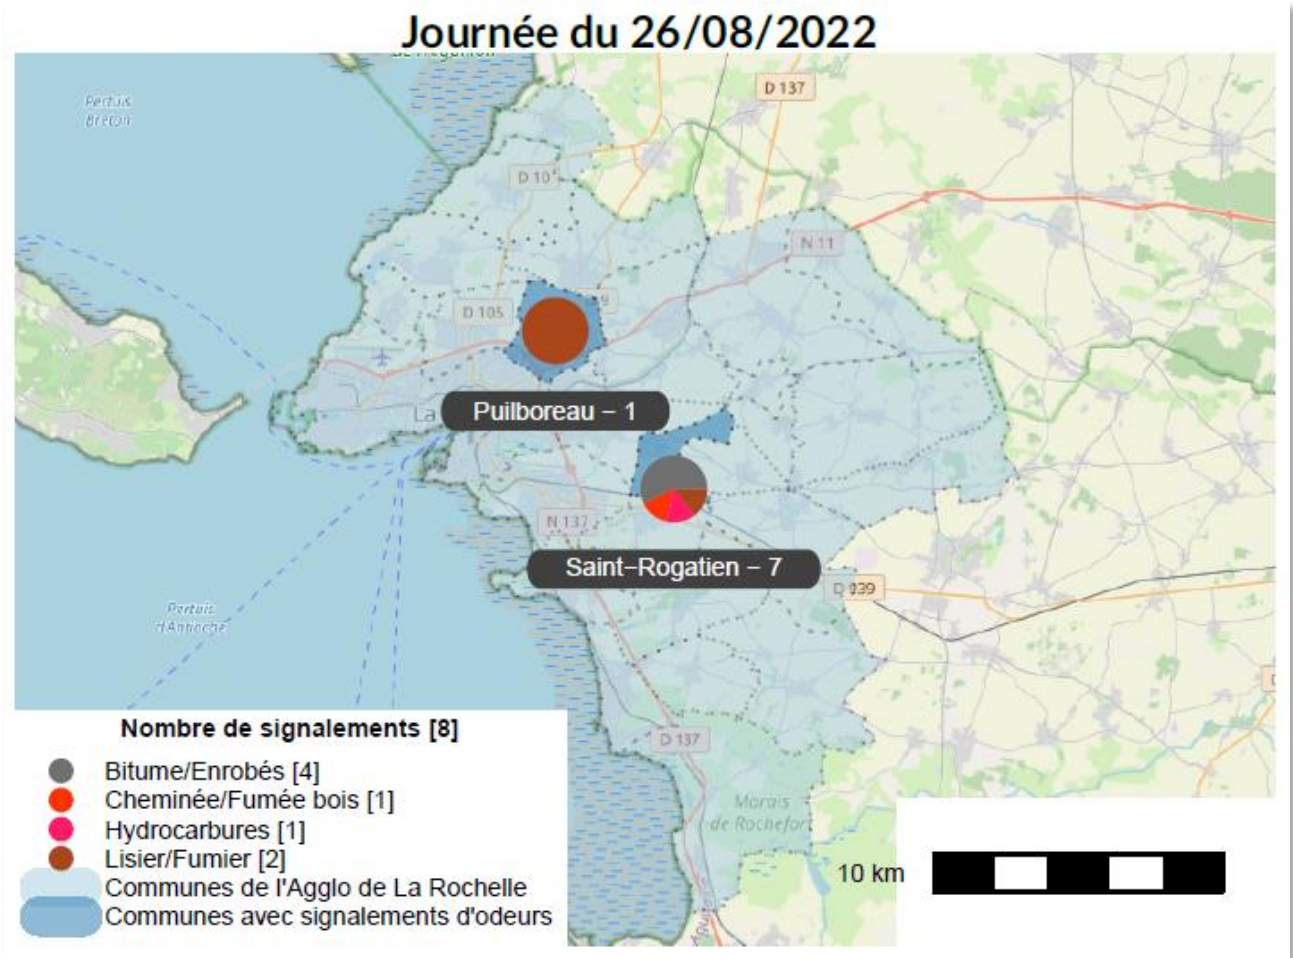 Journée du 26/08/2022
Pertuis
Breton
D 137
D 10
N 11
D 105
La
Puilboreau – 1
N 137
Saint–Rogatien – 7
D 939
Pertuis
d'Antioche
D 137
Marais
de Rochefort
Nombre de signalements [8]
Bitume/Enrobés [4]
Cheminée/Fumée bois [1]
Hydrocarbures [1]
Lisier/Fumier [2]
Communes de l'Agglo de La Rochelle
Communes avec signalements d'odeurs
10 km